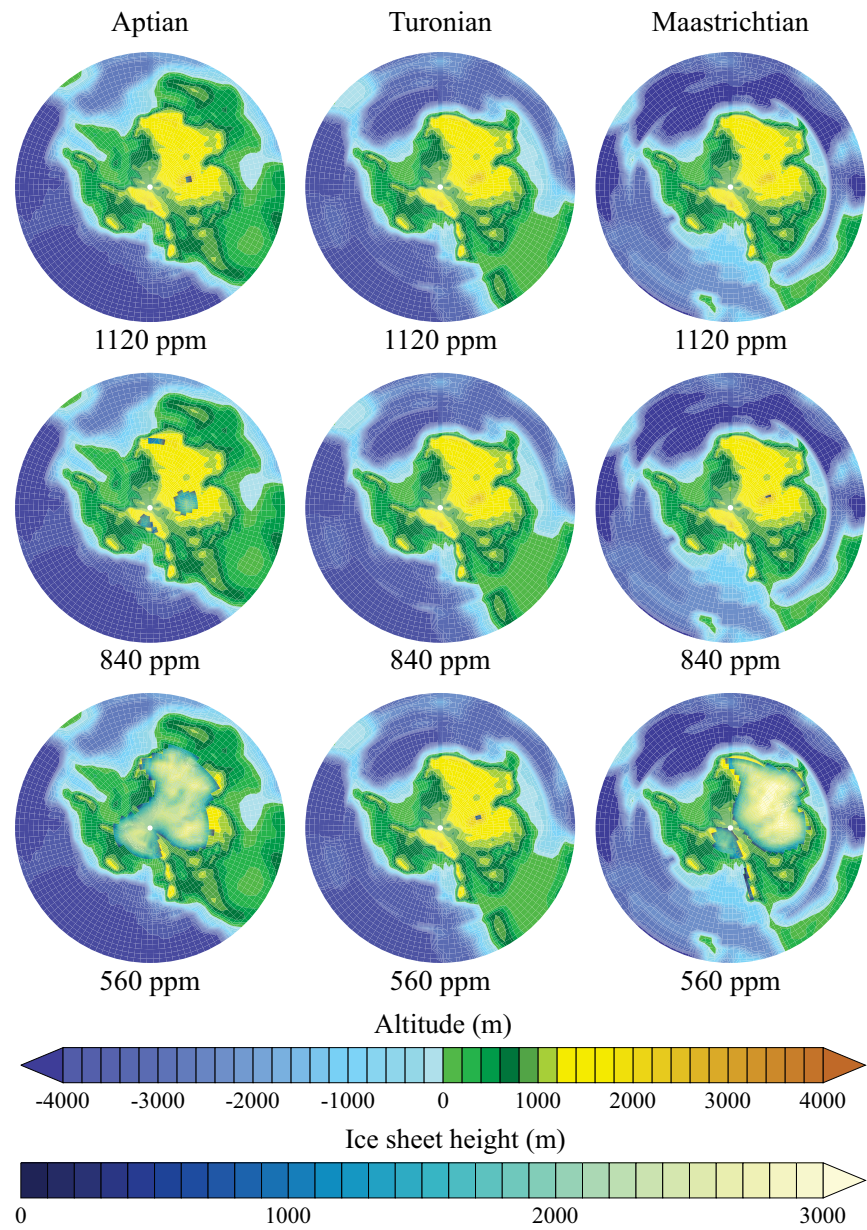 Aptian Turonian Maastrichtian
1120 ppm 1120 ppm 1120 ppm
840 ppm 840 ppm 840 ppm
560 ppm 560 ppm 560 ppm
Altitude (m)
-4000 -3000 -2000 -1000 0 1000 2000 3000 4000
Ice sheet height (m)
0 1000 2000 3000